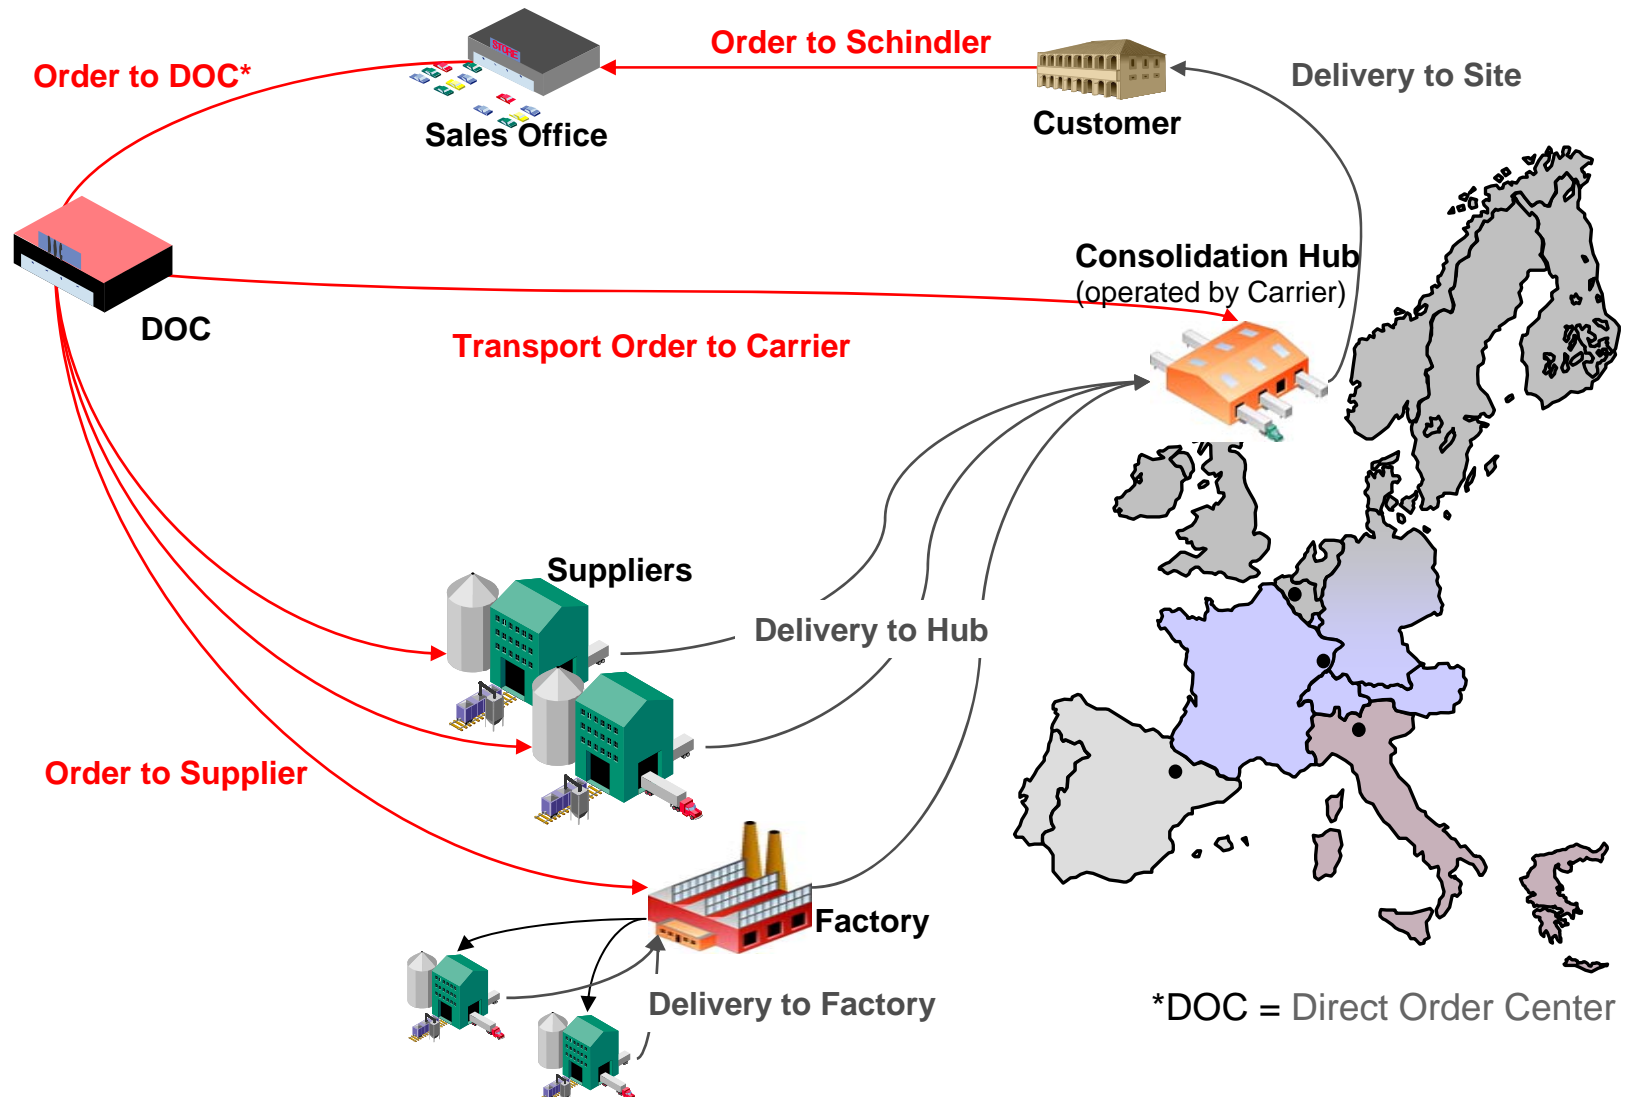 Order to Schindler
Order to DOC*
STORE
Delivery to Site
Customer
Sales Office
Consolidation Hub
(operated by Carrier)
DOC
Transport Order to Carrier
Suppliers
Delivery to Hub
Order to Supplier
Factory
Delivery to Factory
*DOC = Direct Order Center